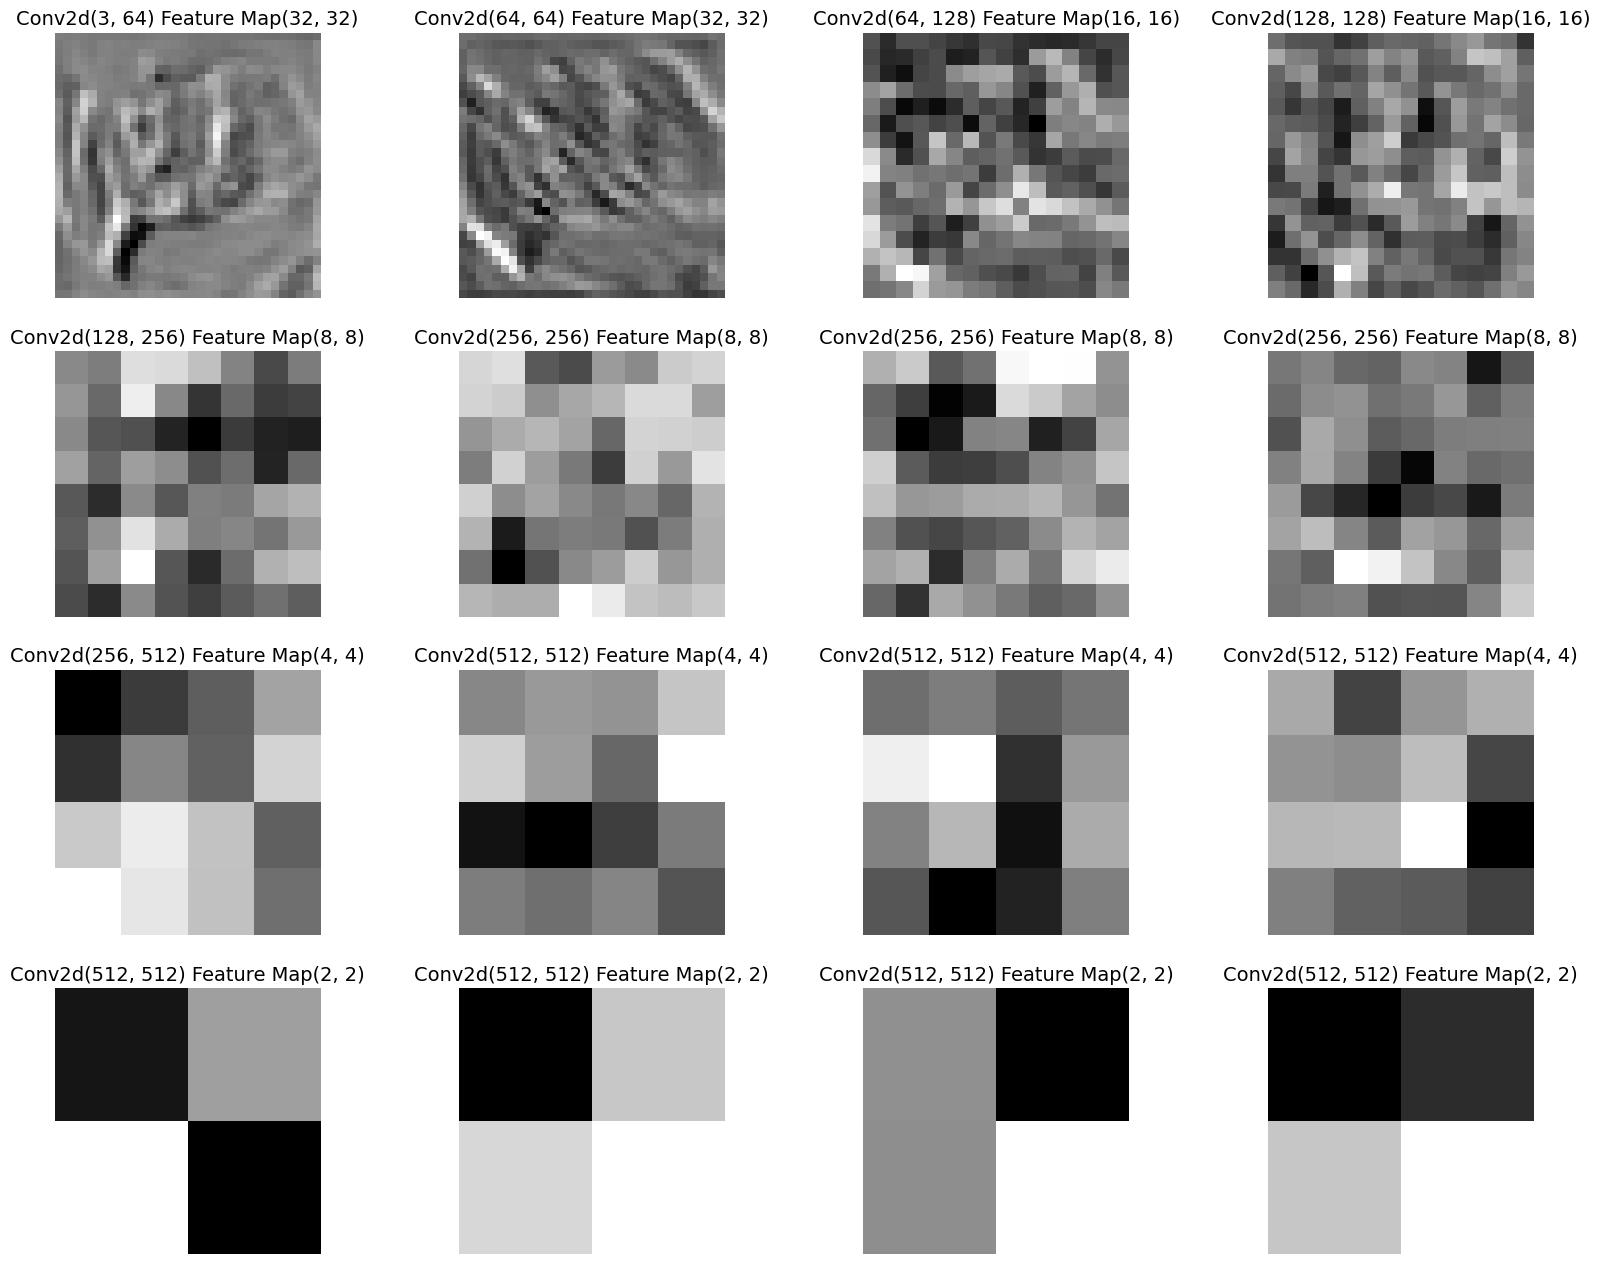 Conv2d(3, 64) Feature Map(32, 32)
Conv2d(64, 64) Feature Map(32, 32)
Conv2d(64, 128) Feature Map(16, 16)
Conv2d(128, 128) Feature Map(16, 16)
Conv2d(128, 256) Feature Map(8, 8)
Conv2d(256, 256) Feature Map(8, 8)
Conv2d(256, 256) Feature Map(8, 8)
Conv2d(256, 256) Feature Map(8, 8)
Conv2d(256, 512) Feature Map(4, 4)
Conv2d(512, 512) Feature Map(4, 4)
Conv2d(512, 512) Feature Map(4, 4)
Conv2d(512, 512) Feature Map(4, 4)
Conv2d(512, 512) Feature Map(2, 2)
Conv2d(512, 512) Feature Map(2, 2)
Conv2d(512, 512) Feature Map(2, 2)
Conv2d(512, 512) Feature Map(2, 2)